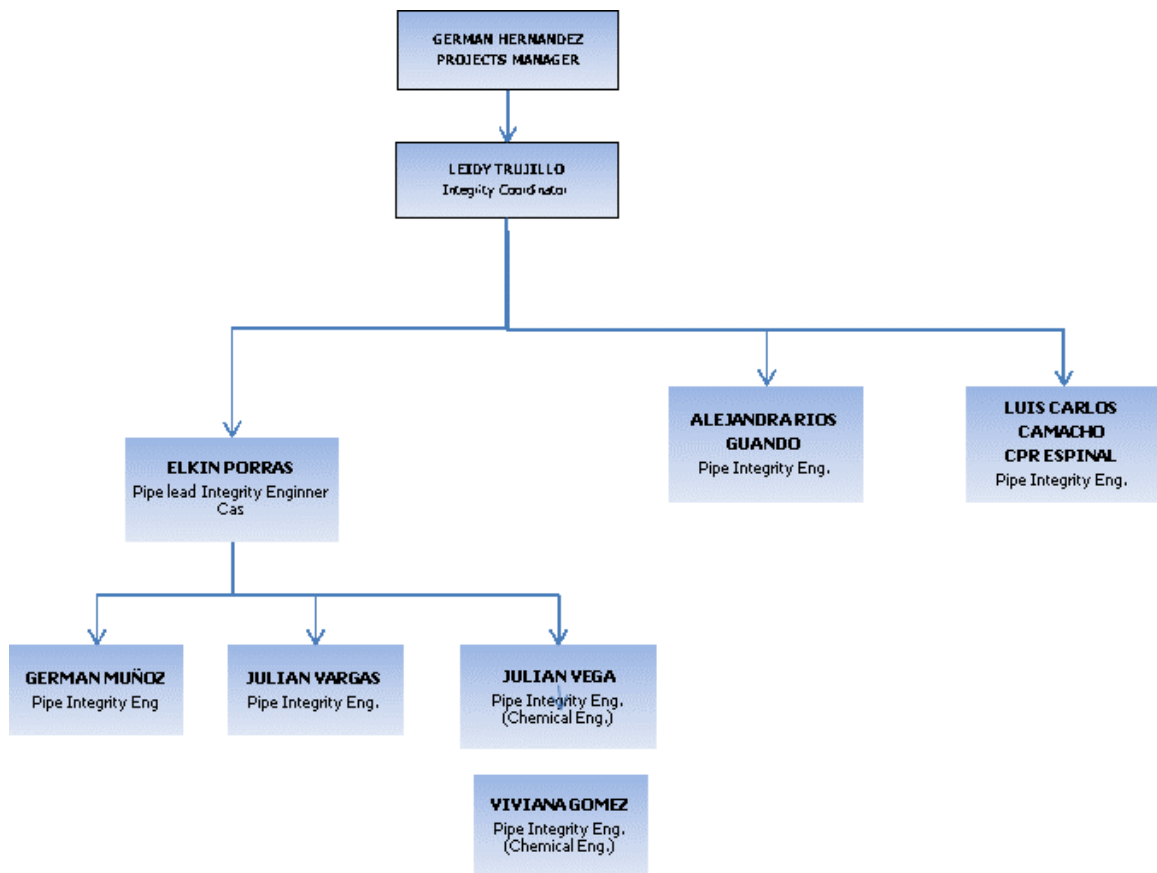 GERMAN HERNANDEZ
PROJECTS MANAGER
LEIDY TRUJILLO
Integrity Coordinator
ALEJANDRA RIOS
GUANDO
Pipe Integrity Eng.
LUIS CARLOS
CAMACHO
CPR ESPINAL
Pipe Integrity Eng.
ELKIN PORRAS
Pipe lead Integrity Enginner
Cas
GERMAN MUÑOZ
Pipe Integrity Eng
JULIAN VARGAS
Pipe Integrity Eng.
JULIAN VEGA
Pipe Integrity Eng.
(Chemical Eng.)
VIVIANA GOMEZ
Pipe Integrity Eng.
(Chemical Eng.)